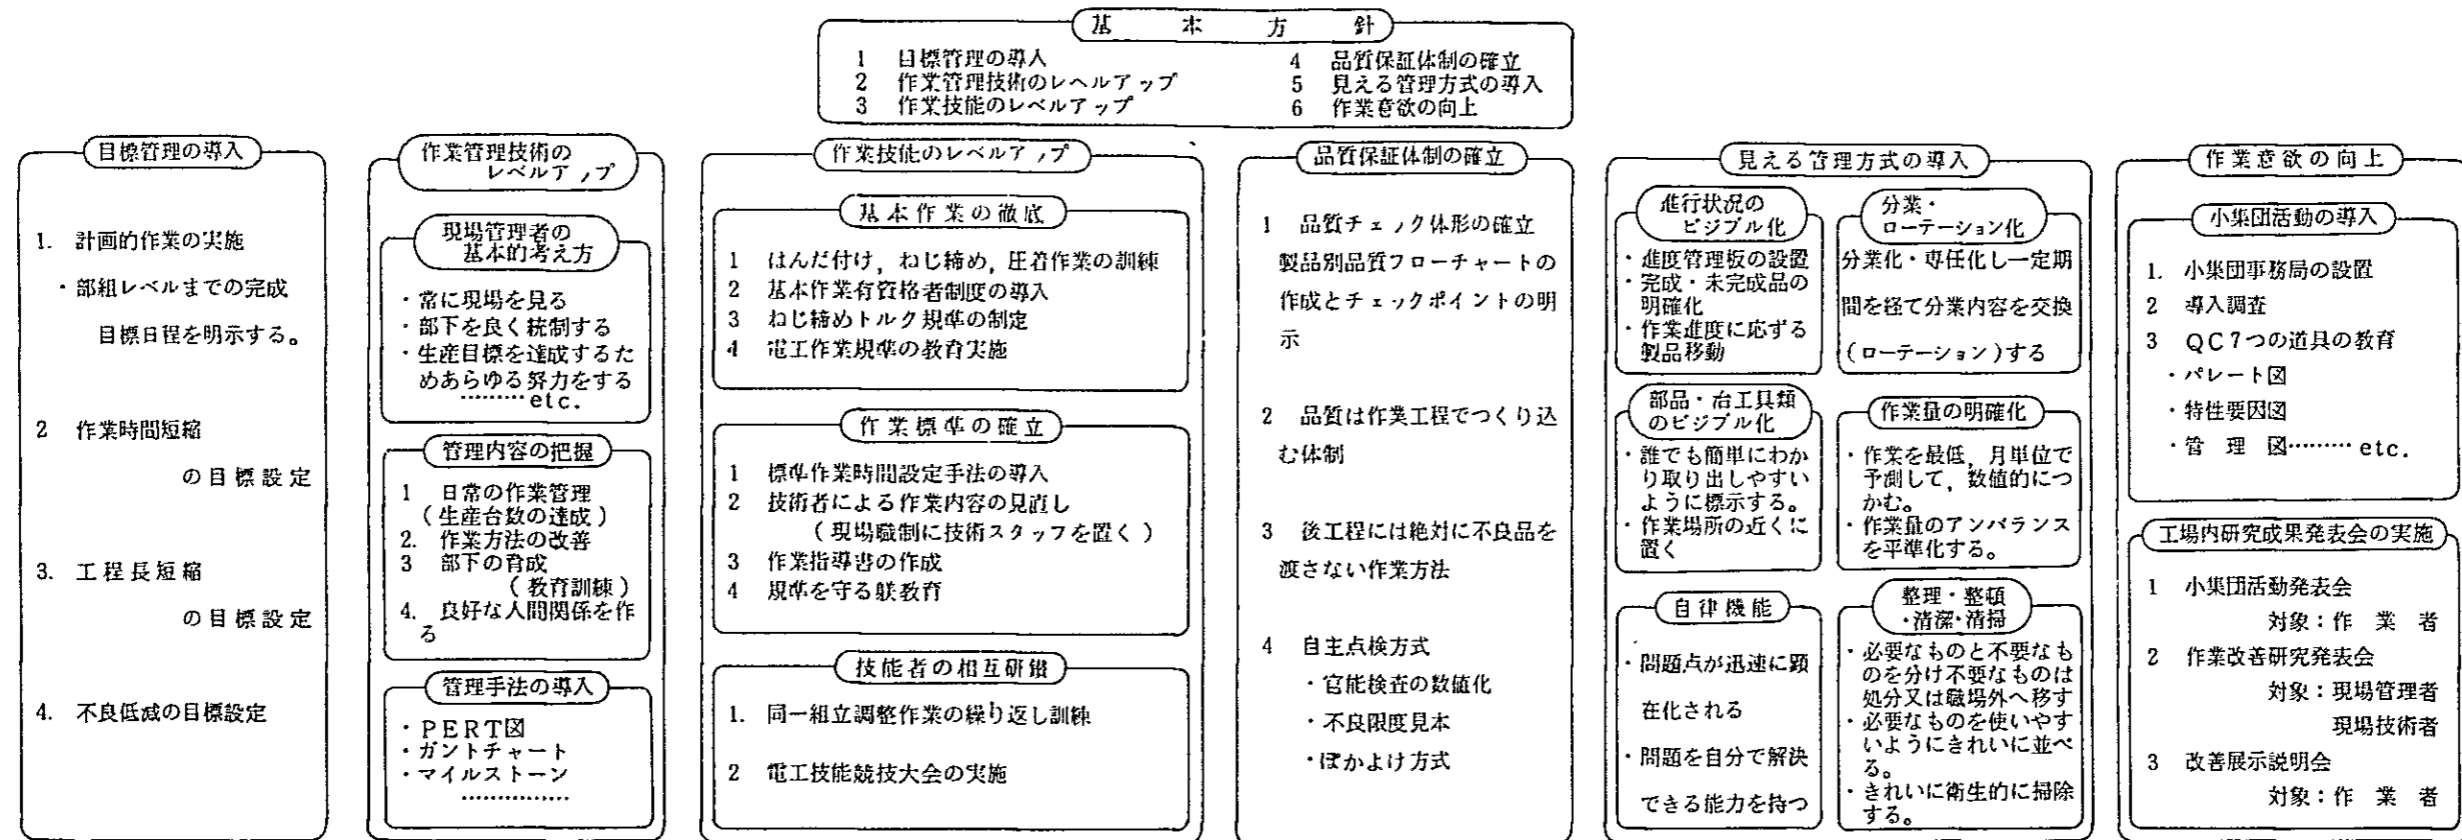 基本方針
1 目標管理の導入
2 作業管理技術のレベルアップ
3 作業技能のレベルアップ
4 品質保証体制の確立
5 見える管理方式の導入
6 作業意欲の向上
目標管理の導入
1. 計画的作業の実施
・部組レベルまでの完成
目標日程を明示する。
2 作業時間短縮
の目標設定
3. 工程長短縮
の目標設定
4. 不良低減の目標設定
作業管理技術の
レベルアップ
現場管理者の
基本的考え方
・常に現場を見る
・部下を良く統制する
・生産目標を達成するた
めあらゆる努力をする
………etc.
管理内容の把握
1 日常の作業管理
(生産台数の達成)
2. 作業方法の改善
3 部下の育成
(教育訓練)
4. 良好な人間関係を作
る
管理手法の導入
・PERT図
・ガントチャート
・マイルストーン
……………
作業技能のレベルアップ
基本作業の徹底
1 はんだ付け,ねじ締め,圧着作業の訓練
2 基本作業有資格者制度の導入
3 ねじ締めトルク規準の制定
4 電工作業規準の教育実施
作業標準の確立
1 標準作業時間設定手法の導入
2 技術者による作業内容の見直し
(現場職制に技術スタッフを置く)
3 作業指導書の作成
4 規準を守る躾教育
技能者の相互研鑽
1. 同一組立調整作業の繰り返し訓練
2 電工技能競技大会の実施
品質保証体制の確立
1 品質チェック体形の確立
製品別品質フローチャートの
作成とチェックポイントの明
示
2 品質は作業工程でつくり込
む体制
3 後工程には絶対に不良品を
渡さない作業方法
4 自主点検方式
・官能検査の数値化
・不良限度見本
・ぽかよけ方式
見える管理方式の導入
進行状況の
ビジブル化
・進度管理板の設置
・完成・未完成品の
明確化
・作業進度に応ずる
製品移動
分業・
ローテーション化
分業化・専任化し一定期
間を経て分業内容を交換
(ローテーション)する
部品・治工具類
のビジブル化
・誰でも簡単にわか
り取り出しやすい
ように標示する。
・作業場所の近くに
置く
作業量の明確化
・作業を最低,月単位で
予測して,数値的につ
かむ。
・作業量のアンバランス
を平準化する。
自律機能
・問題点が迅速に顕
在化される
・問題を自分で解決
できる能力を持つ
整理・整頓
・清潔・清掃
・必要なものと不要なも
のを分け不要なものは
処分又は職場外へ移す
・必要なものを使いやす
いようにきれいに並べ
る。
・きれいに衛生的に掃除
する。
作業意欲の向上
小集団活動の導入
1. 小集団事務局の設置
2 導入調査
3 QC7つの道具の教育
・パレート図
・特性要因図
・管理図………etc.
工場内研究成果発表会の実施
1 小集団活動発表会
対象:作業者
2 作業改善研究発表会
対象:現場管理者
現場技術者
3 改善展示説明会
対象:作業者